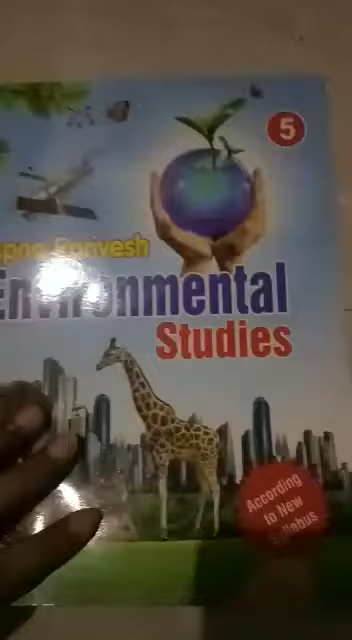 5
Environmental
Studies
According
to New
Syllabus